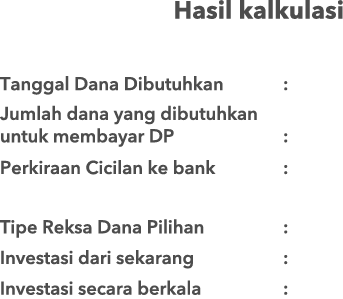 Hasil kalkulasi
Tanggal Dana Dibutuhkan :
Jumlah dana yang dibutuhkan
untuk membayar DP :
Perkiraan Cicilan ke bank :
Tipe Reksa Dana Pilihan :
Investasi dari sekarang :
Investasi secara berkala :